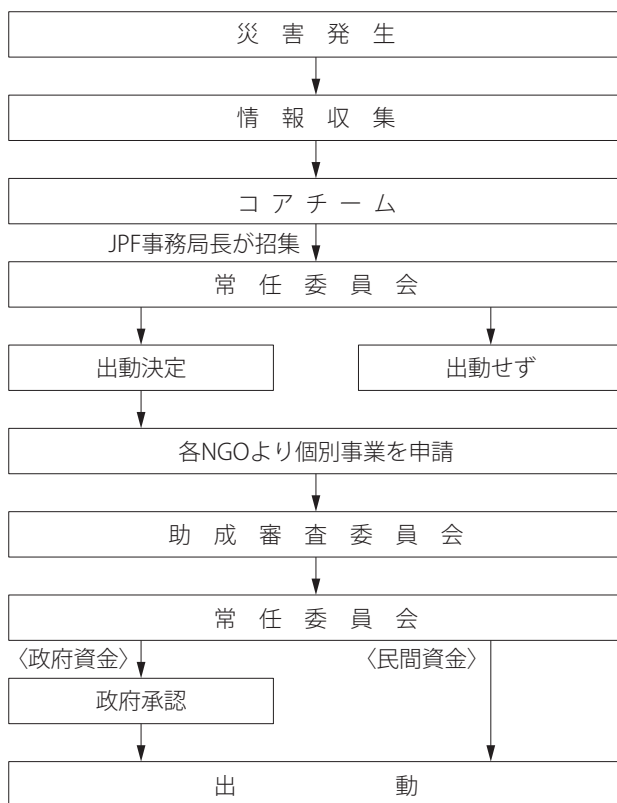 災害発生
情報収集
コアチーム
JPF事務局長が招集
常任委員会
出動決定
出動せず
各NGOより個別事業を申請
助成審査委員会
常任委員会
〈政府資金〉
〈民間資金〉
政府承認
出動